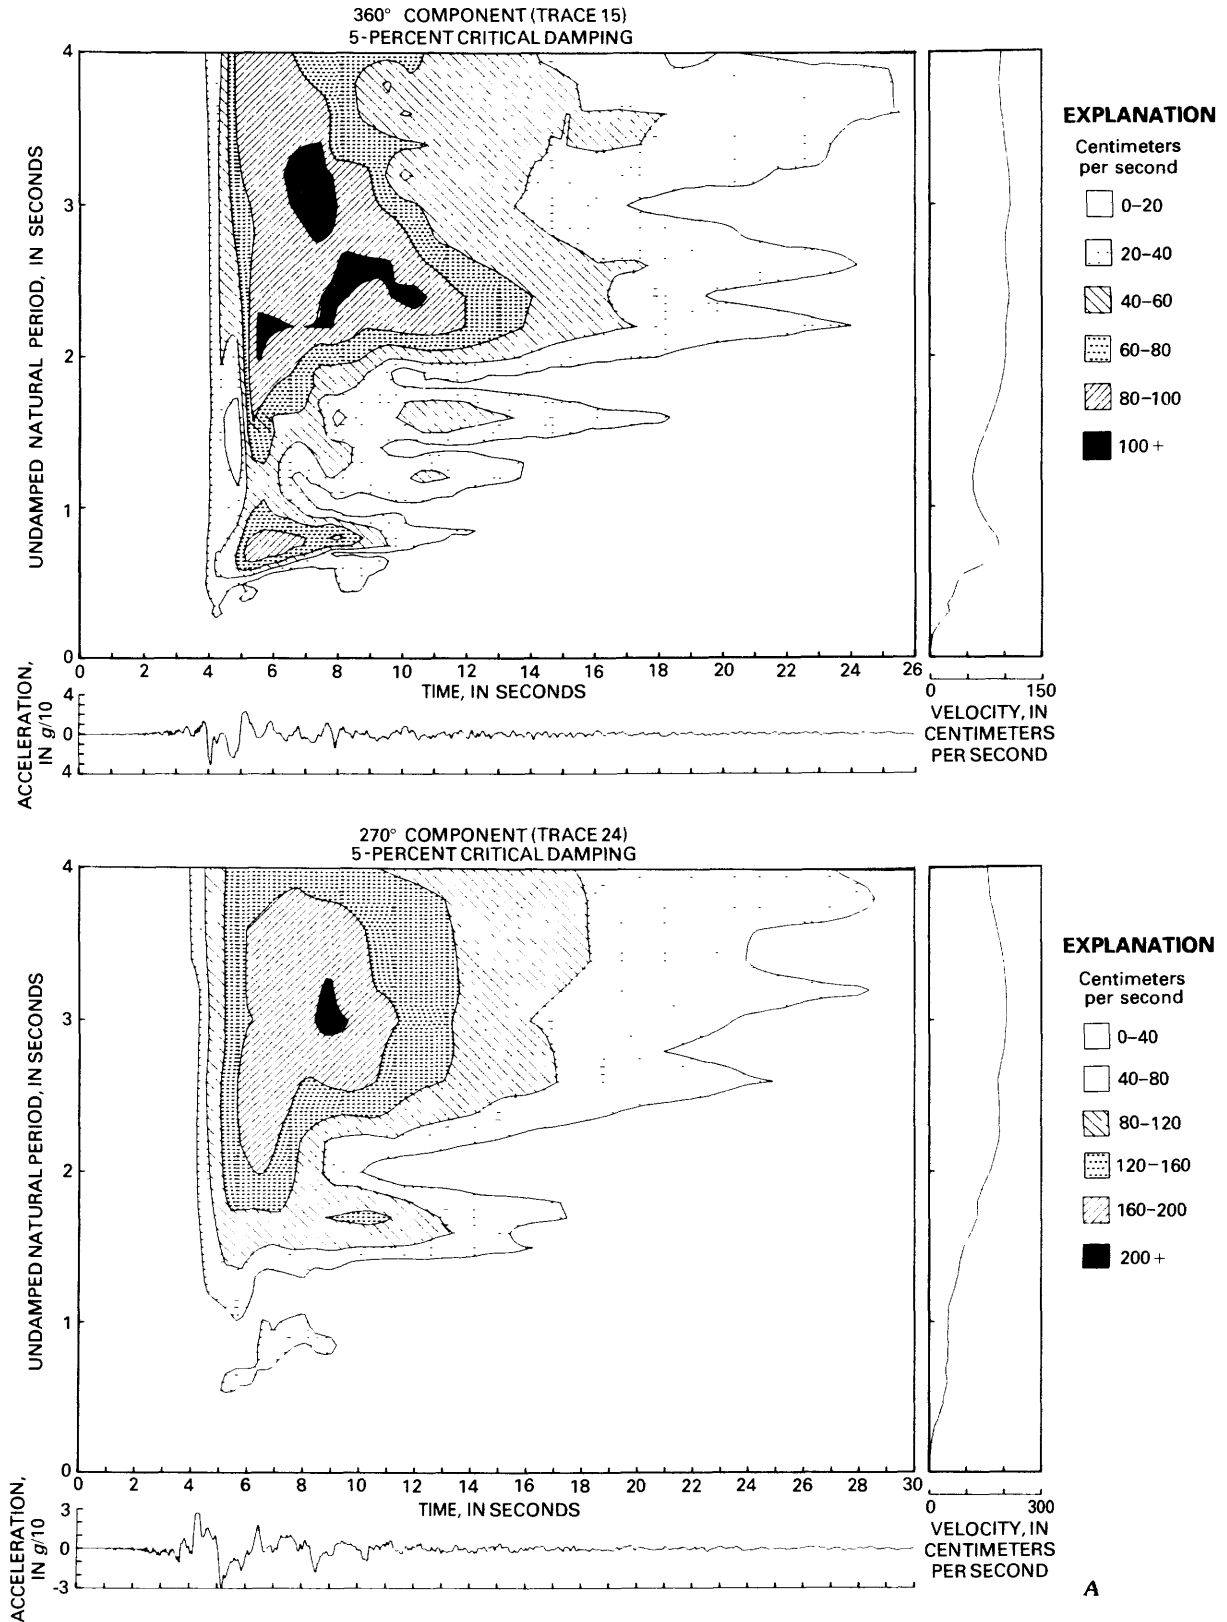 360° COMPONENT (TRACE 15)
5-PERCENT CRITICAL DAMPING
UNDAMPED NATURAL PERIOD, IN SECONDS
4
3
2
1
0
0 2 4 6 8 10 12 14 16 18 20 22 24 26
TIME, IN SECONDS
ACCELERATION,
IN g/10
4
0
4
0 150
VELOCITY, IN
CENTIMETERS
PER SECOND
EXPLANATION
Centimeters
per second
0-20
20-40
40-60
60-80
80-100
100+
270° COMPONENT (TRACE 24)
5-PERCENT CRITICAL DAMPING
UNDAMPED NATURAL PERIOD, IN SECONDS
4
3
2
1
0
0 2 4 6 8 10 12 14 16 18 20 22 24 26 28 30
TIME, IN SECONDS
ACCELERATION,
IN g/10
3
0
-3
0 300
VELOCITY, IN
CENTIMETERS
PER SECOND
EXPLANATION
Centimeters
per second
0-40
40-80
80-120
120-160
160-200
200+
A